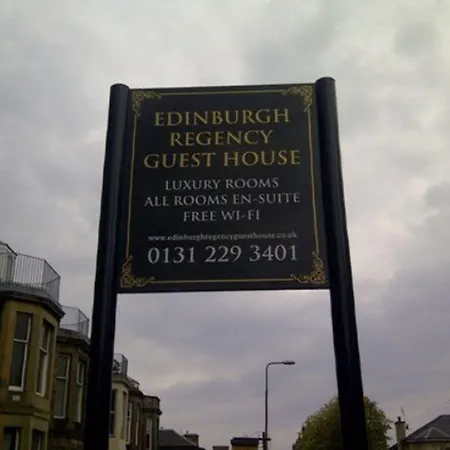 EDINBURGH
REGENCY
GUEST HOUSE
LUXURY ROOMS
ALL ROOMS EN-SUITE
FREE WI-FI
www.edinburghregencyguesthouse.co.uk
0131 229 3401